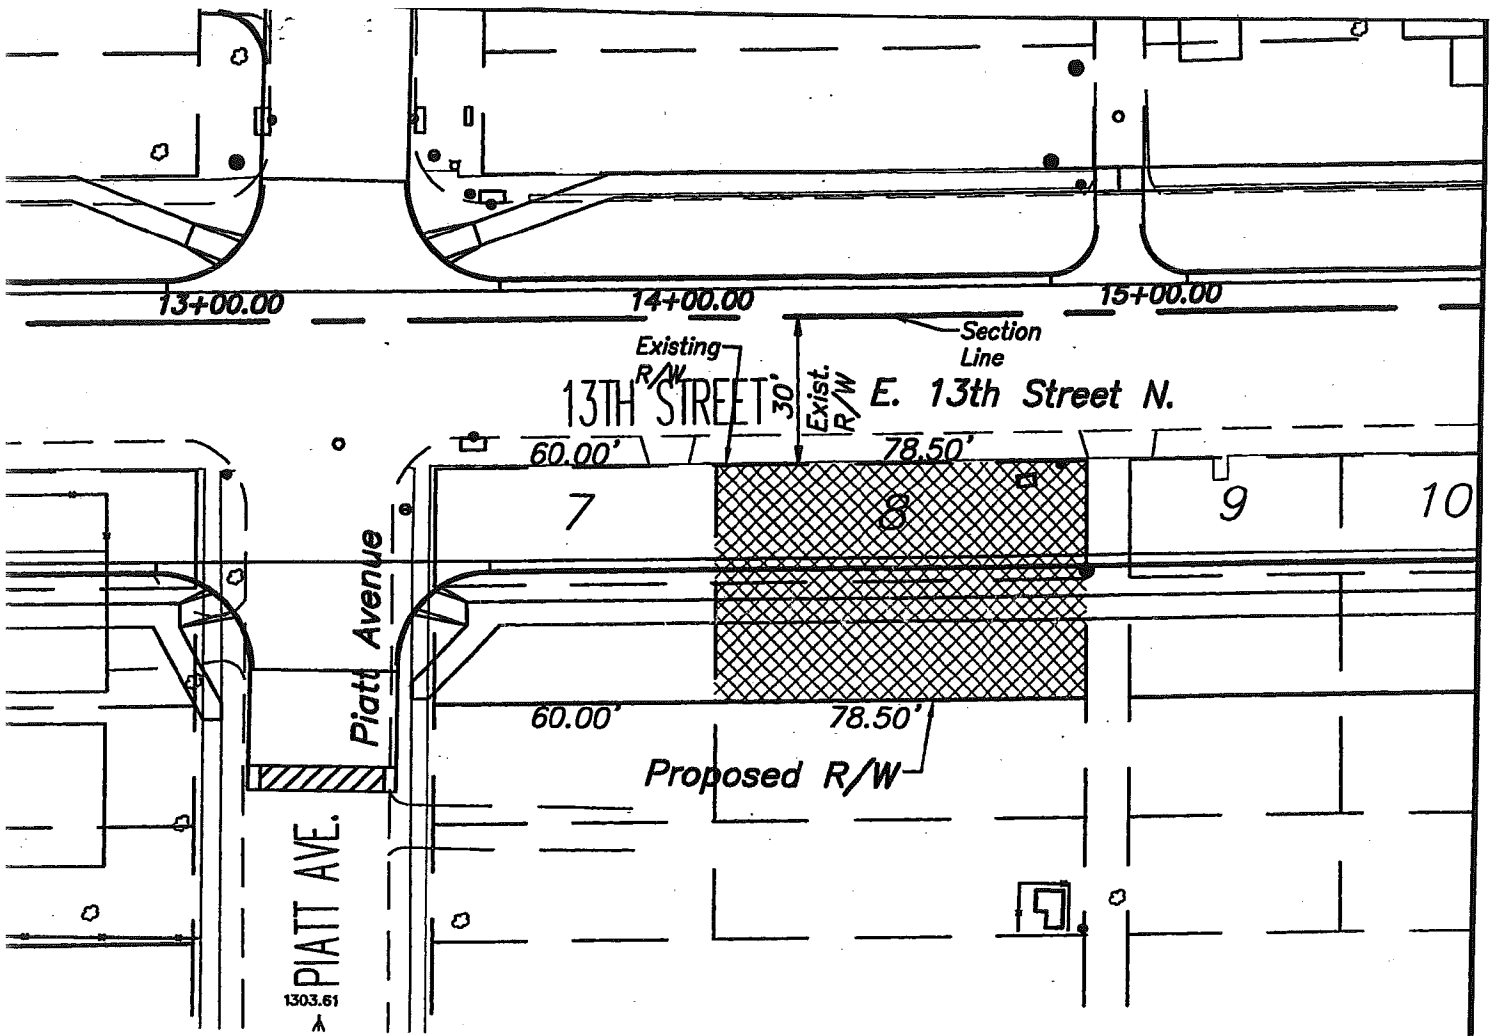 13+00.00
14+00.00
15+00.00
Existing
R/W
Section
Line
13TH STREET
30'
Exist.
R/W
E. 13th Street N.
60.00'
78.50'
7
8
9
10
Piatt Avenue
60.00'
78.50'
Proposed R/W
PIATT AVE.
1303.61